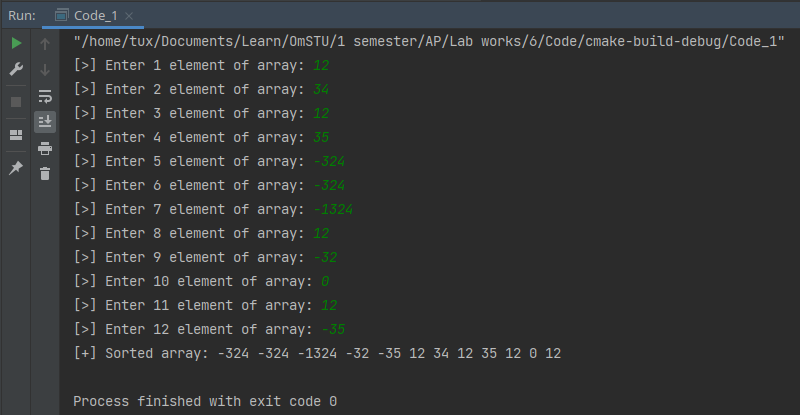 Run: Code_1
"/home/tux/Documents/Learn/OmSTU/1 semester/AP/Lab works/6/Code/cmake-build-debug/Code_1"
[>] Enter 1 element of array: 12
[>] Enter 2 element of array: 34
[>] Enter 3 element of array: 12
[>] Enter 4 element of array: 35
[>] Enter 5 element of array: -324
[>] Enter 6 element of array: -324
[>] Enter 7 element of array: -1324
[>] Enter 8 element of array: 12
[>] Enter 9 element of array: -32
[>] Enter 10 element of array: 0
[>] Enter 11 element of array: 12
[>] Enter 12 element of array: -35
[+] Sorted array: -324 -324 -1324 -32 -35 12 34 12 35 12 0 12
Process finished with exit code 0